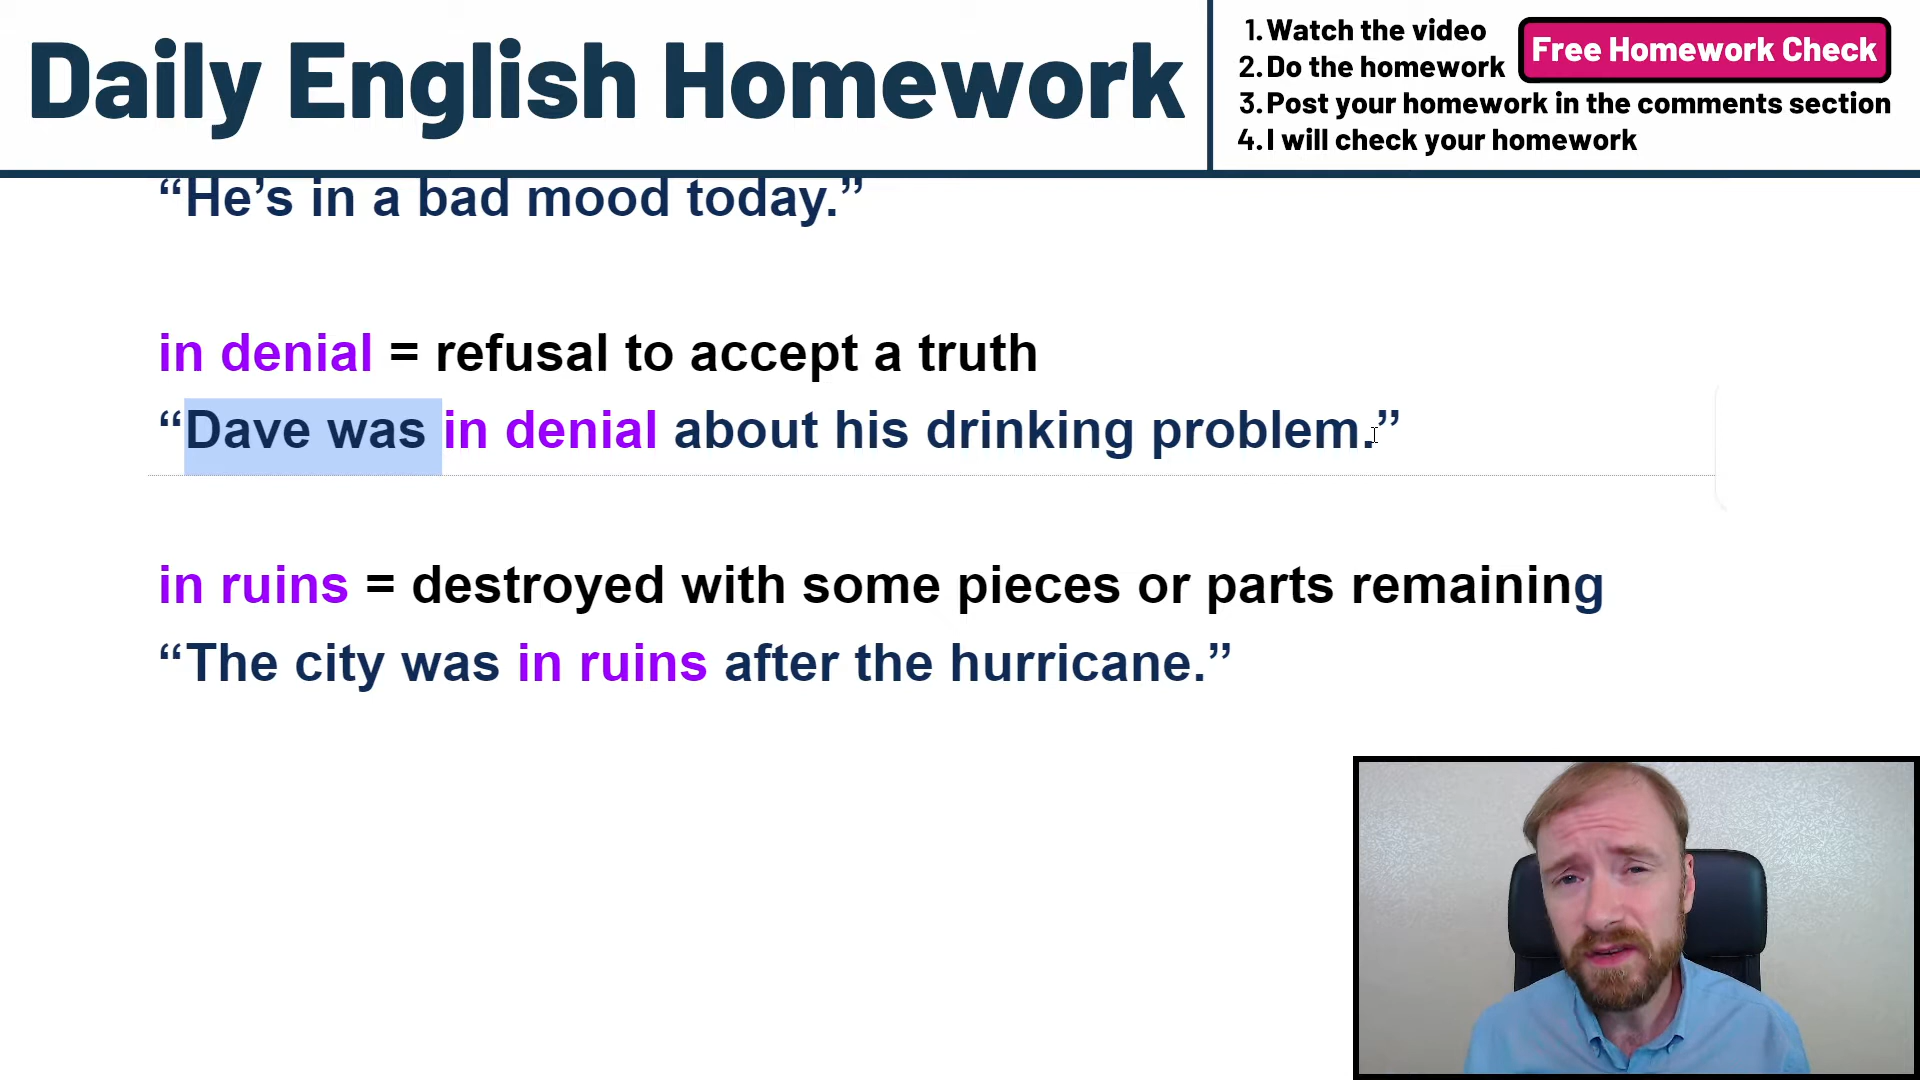 Daily English Homework
1. Watch the video
2. Do the homework
Free Homework Check
3. Post your homework in the comments section
4. I will check your homework
“He’s in a bad mood today.”
in denial = refusal to accept a truth
“Dave was in denial about his drinking problem.”
in ruins = destroyed with some pieces or parts remaining
“The city was in ruins after the hurricane.”